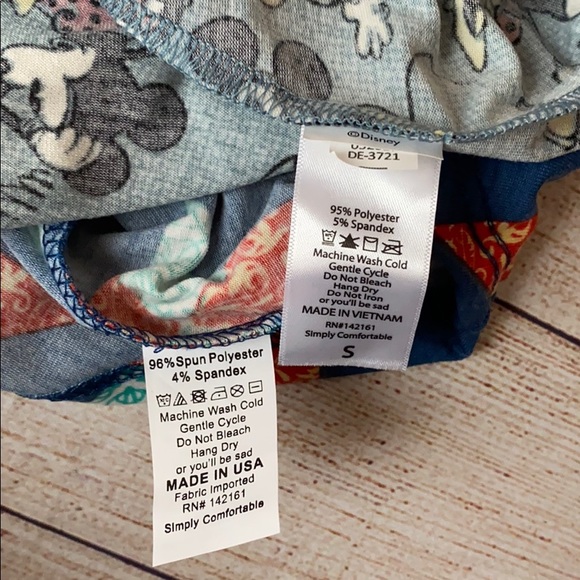 ©Disney
DE-3721
95% Polyester
5% Spandex
Machine Wash Cold
Gentle Cycle
Do Not Bleach
Hang Dry
Do Not Iron
or you'll be sad
MADE IN VIETNAM
RN#142161
Simply Comfortable
S
96%Spun Polyester
4% Spandex
Machine Wash Cold
Gentle Cycle
Do Not Bleach
Hang Dry
or you'll be sad
MADE IN USA
Fabric Imported
RN# 142161
Simply Comfortable